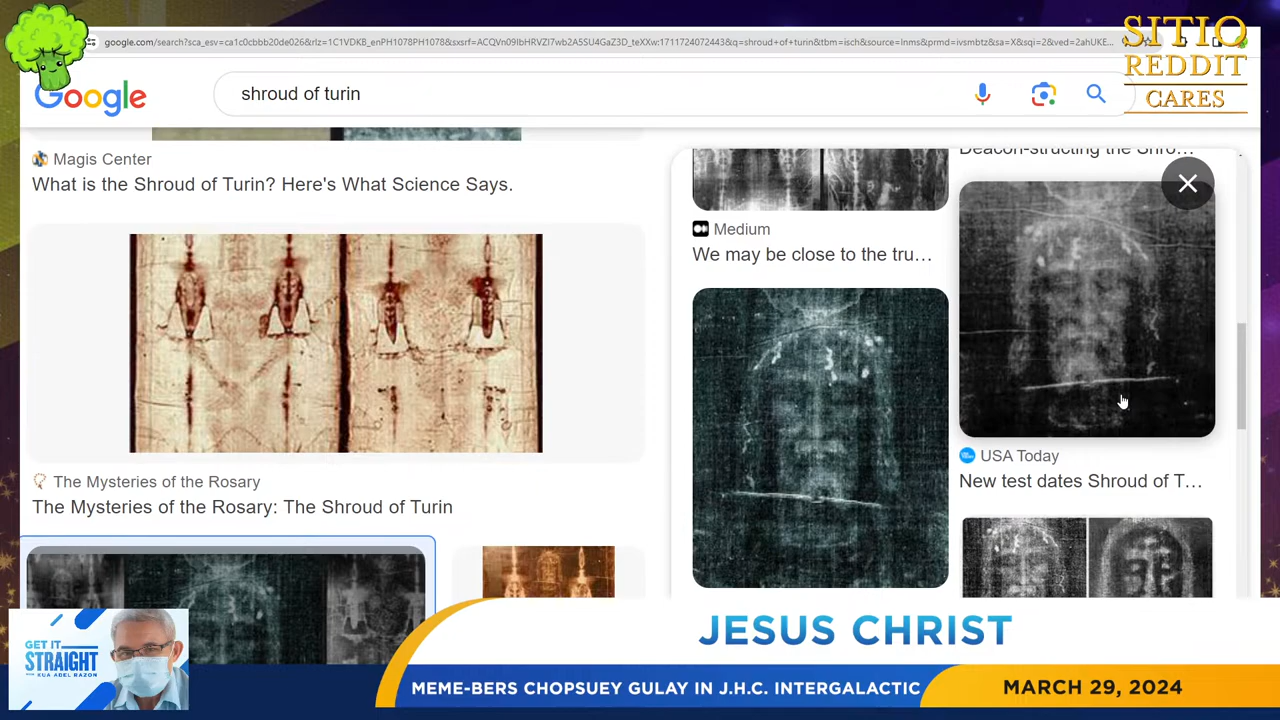 SITIO
REDDIT
CARES
Google
shroud of turin
Magis Center
What is the Shroud of Turin? Here's What Science Says.
The Mysteries of the Rosary
The Mysteries of the Rosary: The Shroud of Turin
Deacon-structing the Shro...
Medium
We may be close to the tru...
USA Today
New test dates Shroud of T...
GET IT
STRAIGHT
KUA ADEL RAZON
JESUS CHRIST
MEME-BERS CHOPSUEY GULAY IN J.H.C. INTERGALACTIC
MARCH 29, 2024